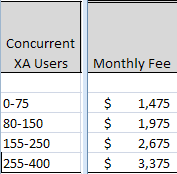 Concurrent
XA Users Monthly Fee
0-75 $ 1,475
80-150 $ 1,975
155-250 $ 2,675
255-400 $ 3,375